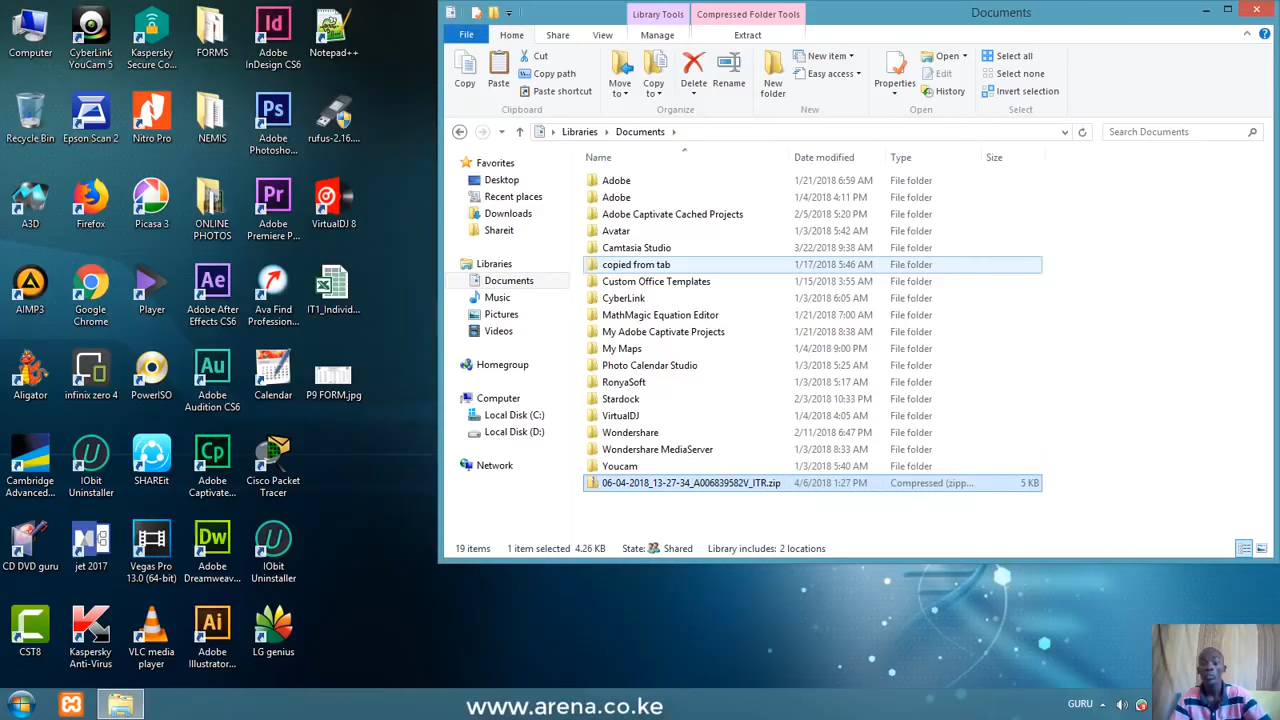 Computer
CyberLink
YouCam 5
Kaspersky
Secure Co...
FORMS
Adobe
InDesign CS6
Notepad++
Recycle Bin
Epson Scan 2
Nitro Pro
NEMIS
Adobe
Photosho...
rufus-2.16....
A3D
Firefox
Picasa 3
ONLINE
PHOTOS
Adobe
Premiere P...
VirtualDJ 8
AIMP3
Google
Chrome
Player
Adobe After
Effects CS6
Ava Find
Profession...
IT1_Individ...
Aligator
infinix zero 4
PowerISO
Adobe
Audition CS6
Calendar
P9 FORM.jpg
Cambridge
Advanced...
IObit
Uninstaller
SHAREit
Adobe
Captivate...
Cisco Packet
Tracer
CD DVD guru
jet 2017
Vegas Pro
13.0 (64-bit)
Adobe
Dreamweav...
IObit
Uninstaller
CST8
Kaspersky
Anti-Virus
VLC media
player
Adobe
Illustrator...
LG genius
Library Tools
Compressed Folder Tools
Documents
File
Home
Share
View
Manage
Extract
Copy
Paste
Cut
Copy path
Paste shortcut
Clipboard
Move
to
Copy
to
Delete
Rename
Organize
New
folder
New item
Easy access
New
Properties
Open
Edit
History
Open
Select all
Select none
Invert selection
Select
Libraries
Documents
Search Documents
Favorites
Desktop
Recent places
Downloads
Shareit
Libraries
Documents
Music
Pictures
Videos
Homegroup
Computer
Local Disk (C:)
Local Disk (D:)
Network
Name Date modified Type Size
Adobe 1/21/2018 6:59 AM File folder
Adobe 1/4/2018 4:11 PM File folder
Adobe Captivate Cached Projects 2/5/2018 5:20 PM File folder
Avatar 1/3/2018 5:42 AM File folder
Camtasia Studio 3/22/2018 9:38 AM File folder
copied from tab 1/17/2018 5:46 AM File folder
Custom Office Templates 1/15/2018 3:55 AM File folder
CyberLink 1/3/2018 6:05 AM File folder
MathMagic Equation Editor 1/21/2018 7:00 AM File folder
My Adobe Captivate Projects 1/21/2018 8:38 AM File folder
My Maps 1/4/2018 9:00 PM File folder
Photo Calendar Studio 1/3/2018 5:25 AM File folder
RonyaSoft 1/3/2018 5:17 AM File folder
Stardock 2/3/2018 10:33 PM File folder
VirtualDJ 1/4/2018 4:05 AM File folder
Wondershare 2/11/2018 6:47 PM File folder
Wondershare MediaServer 1/3/2018 8:33 AM File folder
Youcam 1/3/2018 5:40 AM File folder
06-04-2018_13-27-34_A006839582V_ITR.zip 4/6/2018 1:27 PM Compressed (zipp... 5 KB
19 items 1 item selected 4.26 KB State: Shared Library includes: 2 locations
www.arena.co.ke
GURU